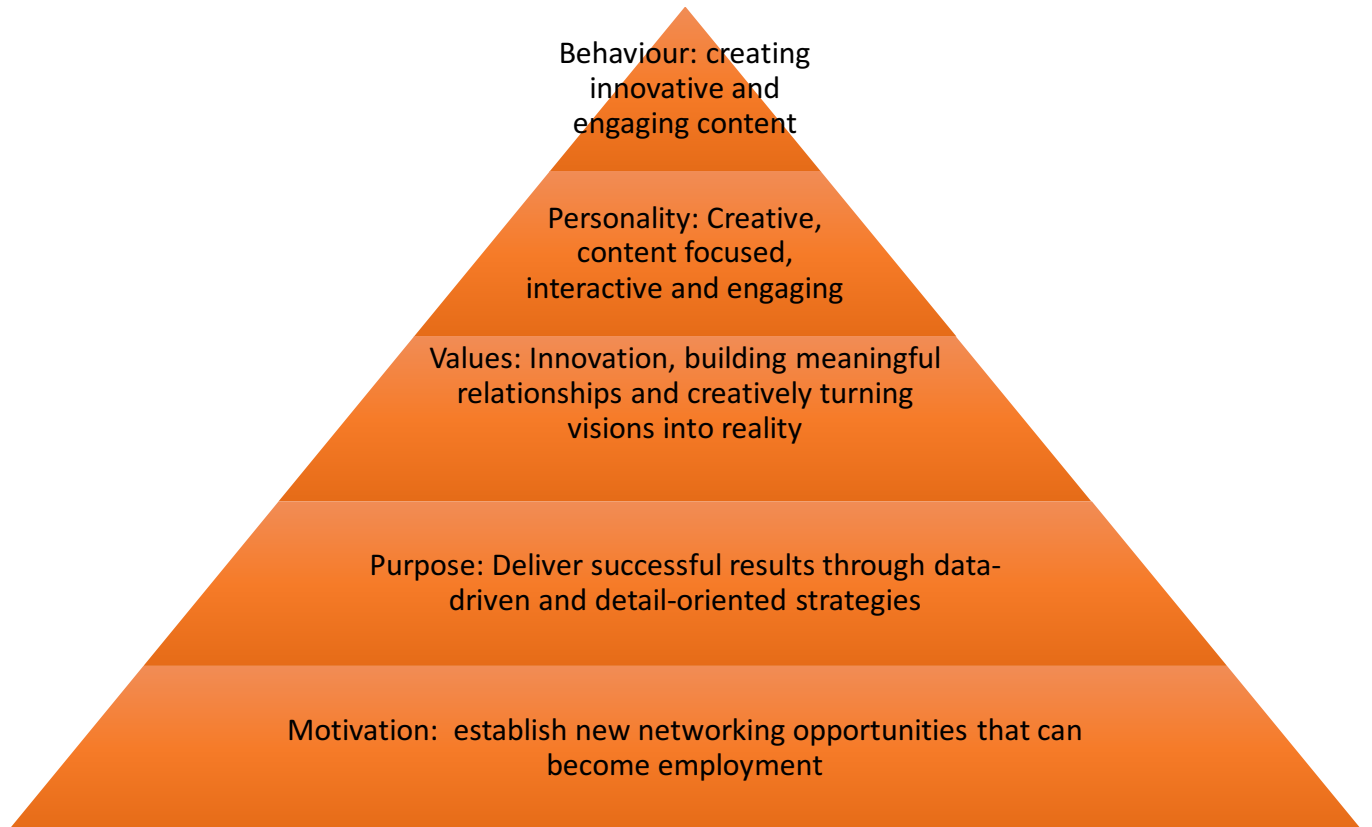 Behaviour: creating
innovative and
engaging content
Personality: Creative,
content focused,
interactive and engaging
Values: Innovation, building meaningful
relationships and creatively turning
visions into reality
Purpose: Deliver successful results through data-
driven and detail-oriented strategies
Motivation:  establish new networking opportunities that can
become employment